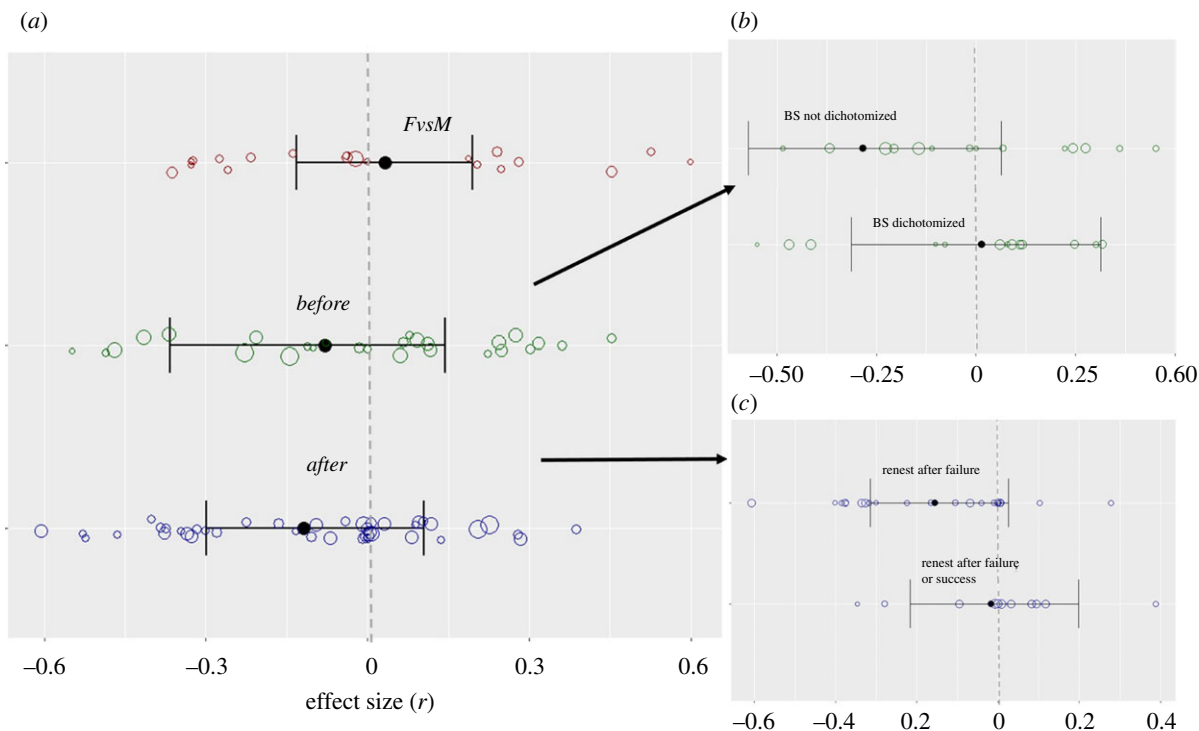 (a)
FvsM
before
after
–0.6 –0.3 0 0.3 0.6
effect size (r)
(b)
BS not dichotomized
BS dichotomized
–0.50 –0.25 0 0.25 0.60
(c)
renest after failure
renest after failure
or success
–0.6 –0.4 0.2 0 0.2 0.4